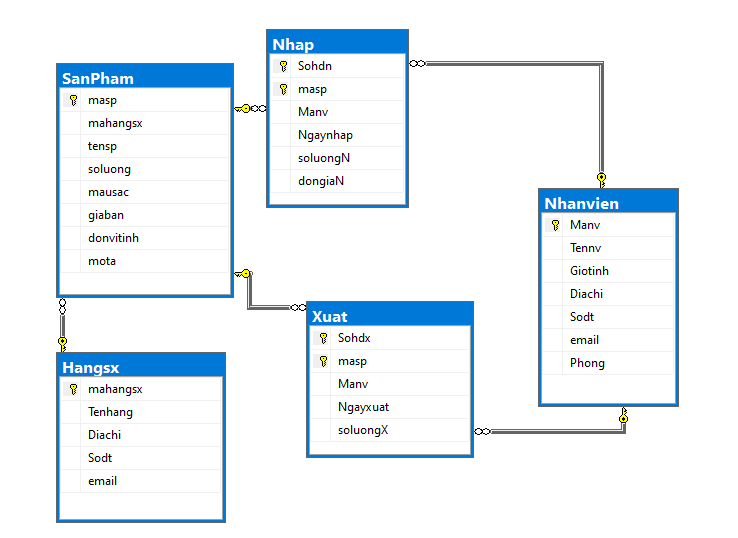 SanPham
masp
mahangsx
tensp
soluong
mausac
giaban
donvitinh
mota
Nhap
Sohdn
masp
Manv
Ngaynhap
soluongN
dongiaN
Nhanvien
Manv
Tennv
Giotinh
Diachi
Sodt
email
Phong
Xuat
Sohdx
masp
Manv
Ngayxuat
soluongX
Hangsx
mahangsx
Tenhang
Diachi
Sodt
email